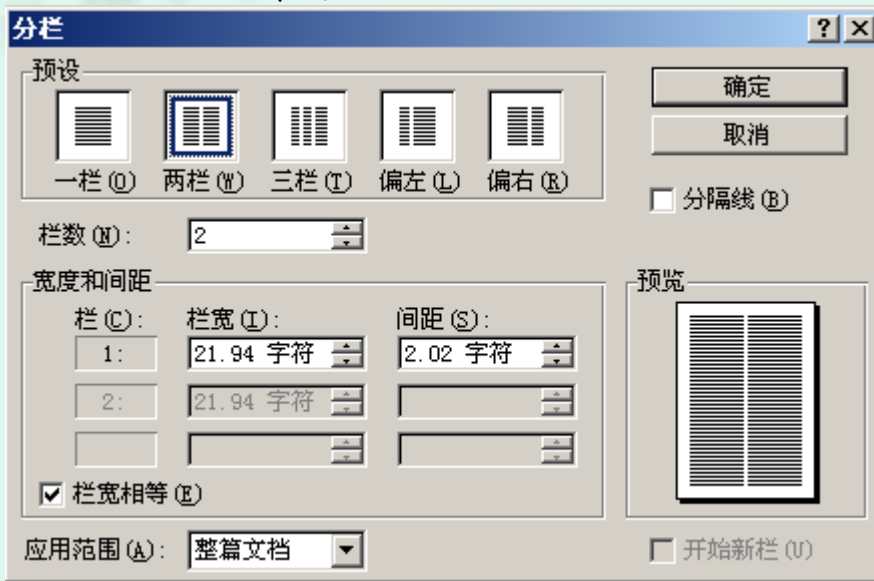 分栏
预设
确定
取消
一栏(O) 两栏(W) 三栏(T) 偏左(L) 偏右(R)
分隔线(B)
栏数(N): 2
宽度和间距
预览
栏(C): 栏宽(I): 间距(S):
1: 21.94 字符 2.02 字符
2: 21.94 字符
栏宽相等(E)
应用范围(A): 整篇文档
开始新栏(U)